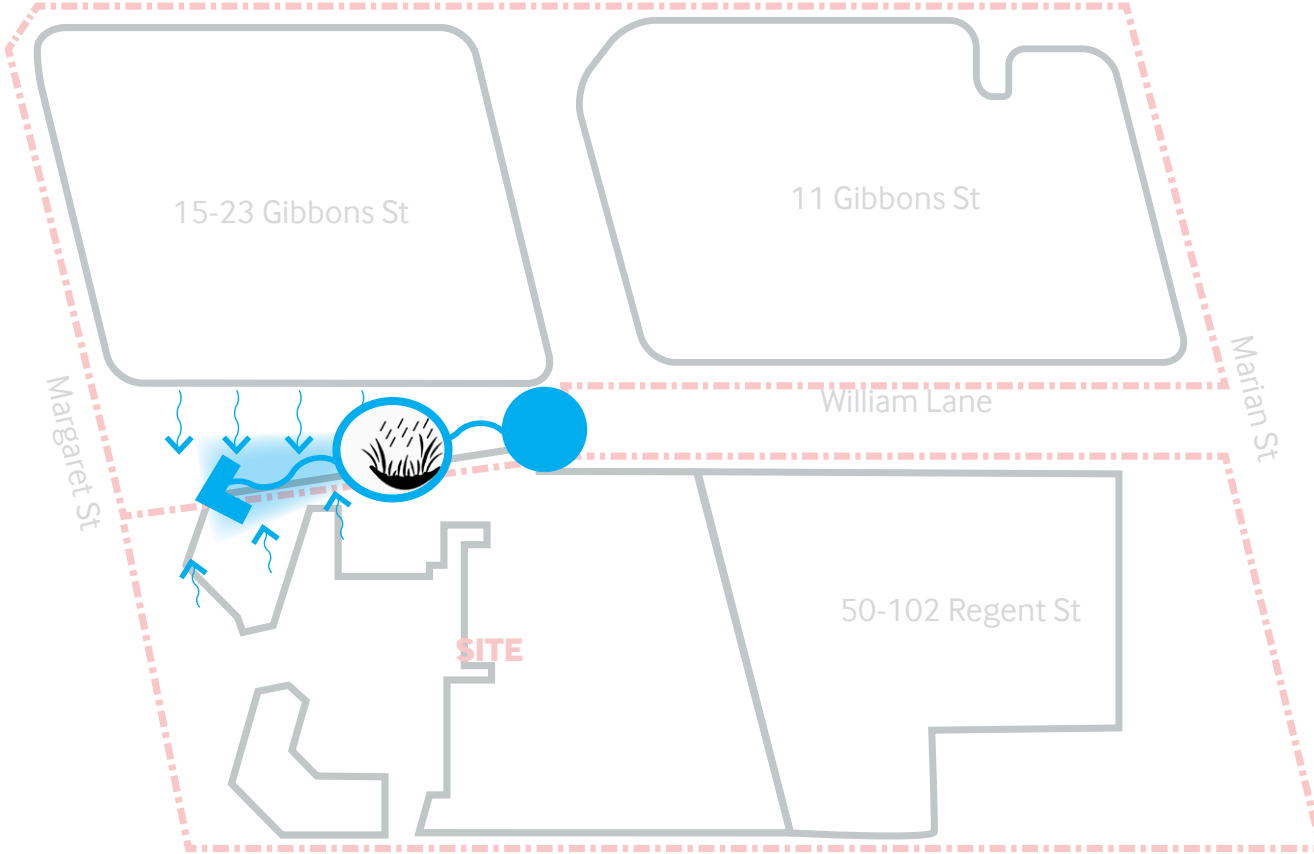 15-23 Gibbons St
11 Gibbons St
William Lane
Marian St
Margaret St
50-102 Regent St
SITE